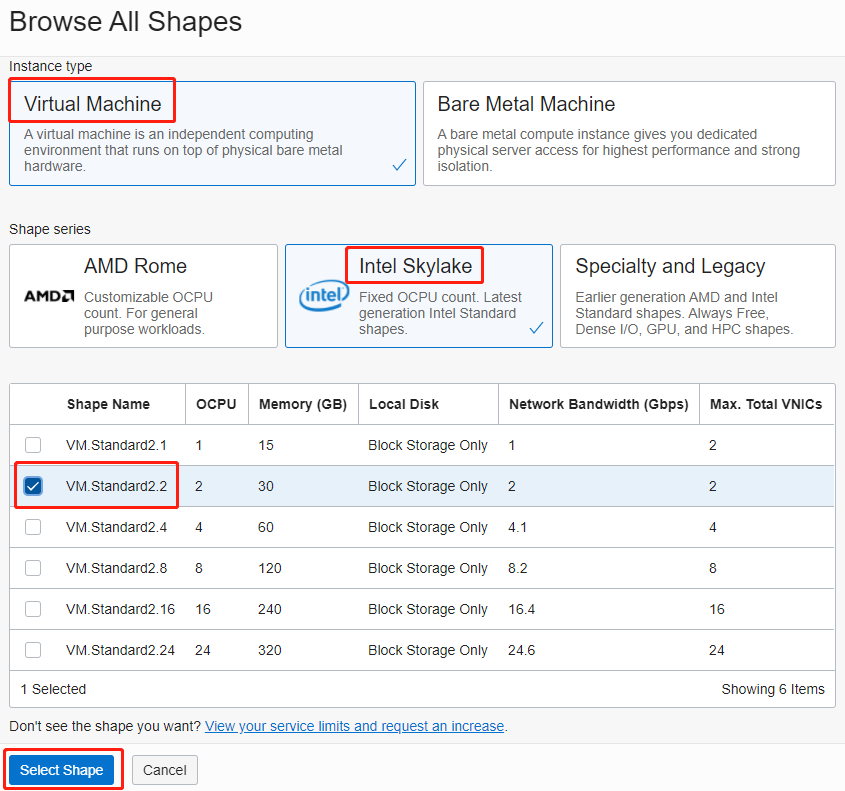 Browse All Shapes
Instance type
Virtual Machine
A virtual machine is an independent computing
environment that runs on top of physical bare metal
hardware.
Bare Metal Machine
A bare metal compute instance gives you dedicated
physical server access for highest performance and strong
isolation.
Shape series
AMD
AMD Rome
Customizable OCPU
count. For general
purpose workloads.
intel
Intel Skylake
Fixed OCPU count. Latest
generation Intel Standard
shapes.
Specialty and Legacy
Earlier generation AMD and Intel
Standard shapes. Always Free,
Dense I/O, GPU, and HPC shapes.
Shape Name OCPU Memory (GB) Local Disk Network Bandwidth (Gbps) Max. Total VNICs
VM.Standard2.1 1 15 Block Storage Only 1 2
VM.Standard2.2 2 30 Block Storage Only 2 2
VM.Standard2.4 4 60 Block Storage Only 4.1 4
VM.Standard2.8 8 120 Block Storage Only 8.2 8
VM.Standard2.16 16 240 Block Storage Only 16.4 16
VM.Standard2.24 24 320 Block Storage Only 24.6 24
1 Selected Showing 6 Items
Don't see the shape you want? View your service limits and request an increase.
Select Shape Cancel